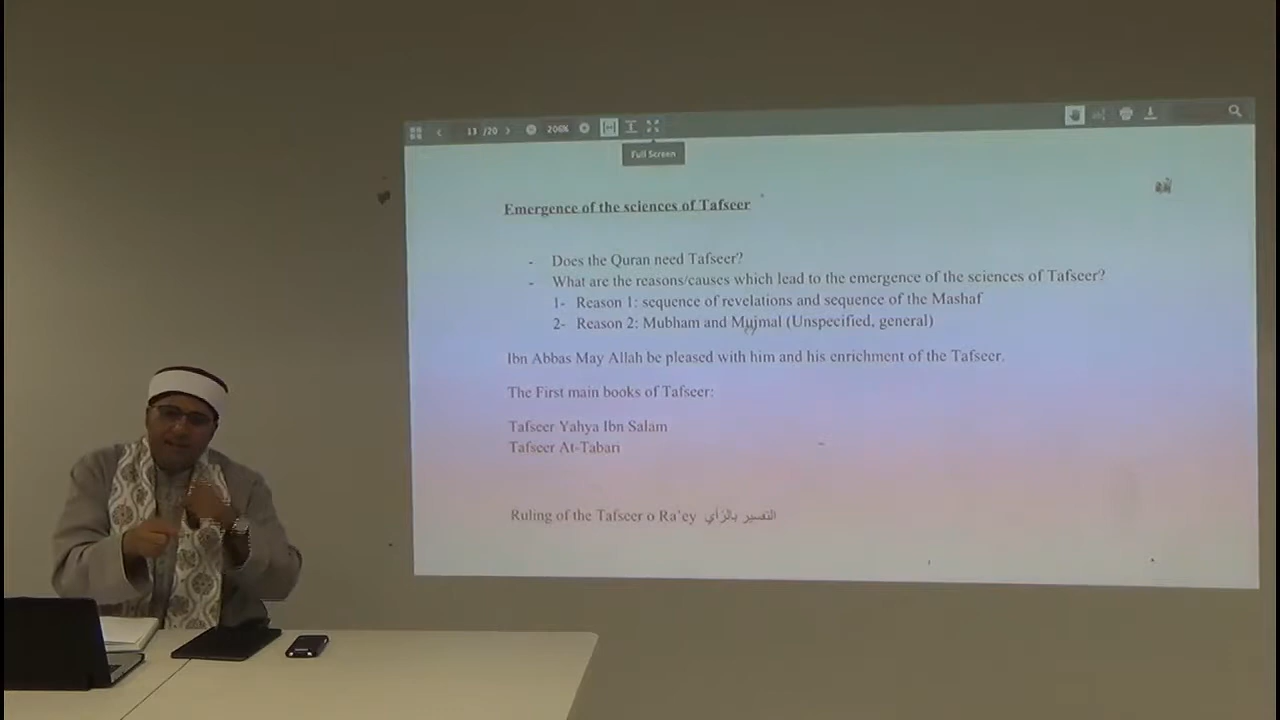 13 /20
206%
Full Screen
Emergence of the sciences of Tafseer
- Does the Quran need Tafseer?
- What are the reasons/causes which lead to the emergence of the sciences of Tafseer?
1- Reason 1: sequence of revelations and sequence of the Mashaf
2- Reason 2: Mubham and Mujmal (Unspecified, general)
Ibn Abbas May Allah be pleased with him and his enrichment of the Tafseer.
The First main books of Tafseer:
Tafseer Yahya Ibn Salam
Tafseer At-Tabari
Ruling of the Tafseer o Ra'ey التفسير بالرأي